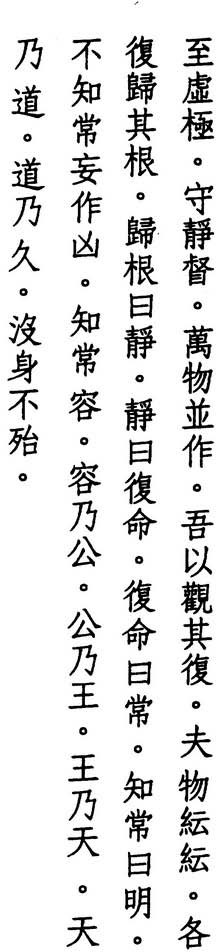 至虛極。守靜督。萬物並作。吾以觀其復。夫物紜紜。各
復歸其根。歸根曰靜。靜曰復命。復命曰常。知常曰明。
不知常妄作凶。知常容。容乃公。公乃王。王乃天。天
乃道。道乃久。沒身不殆。